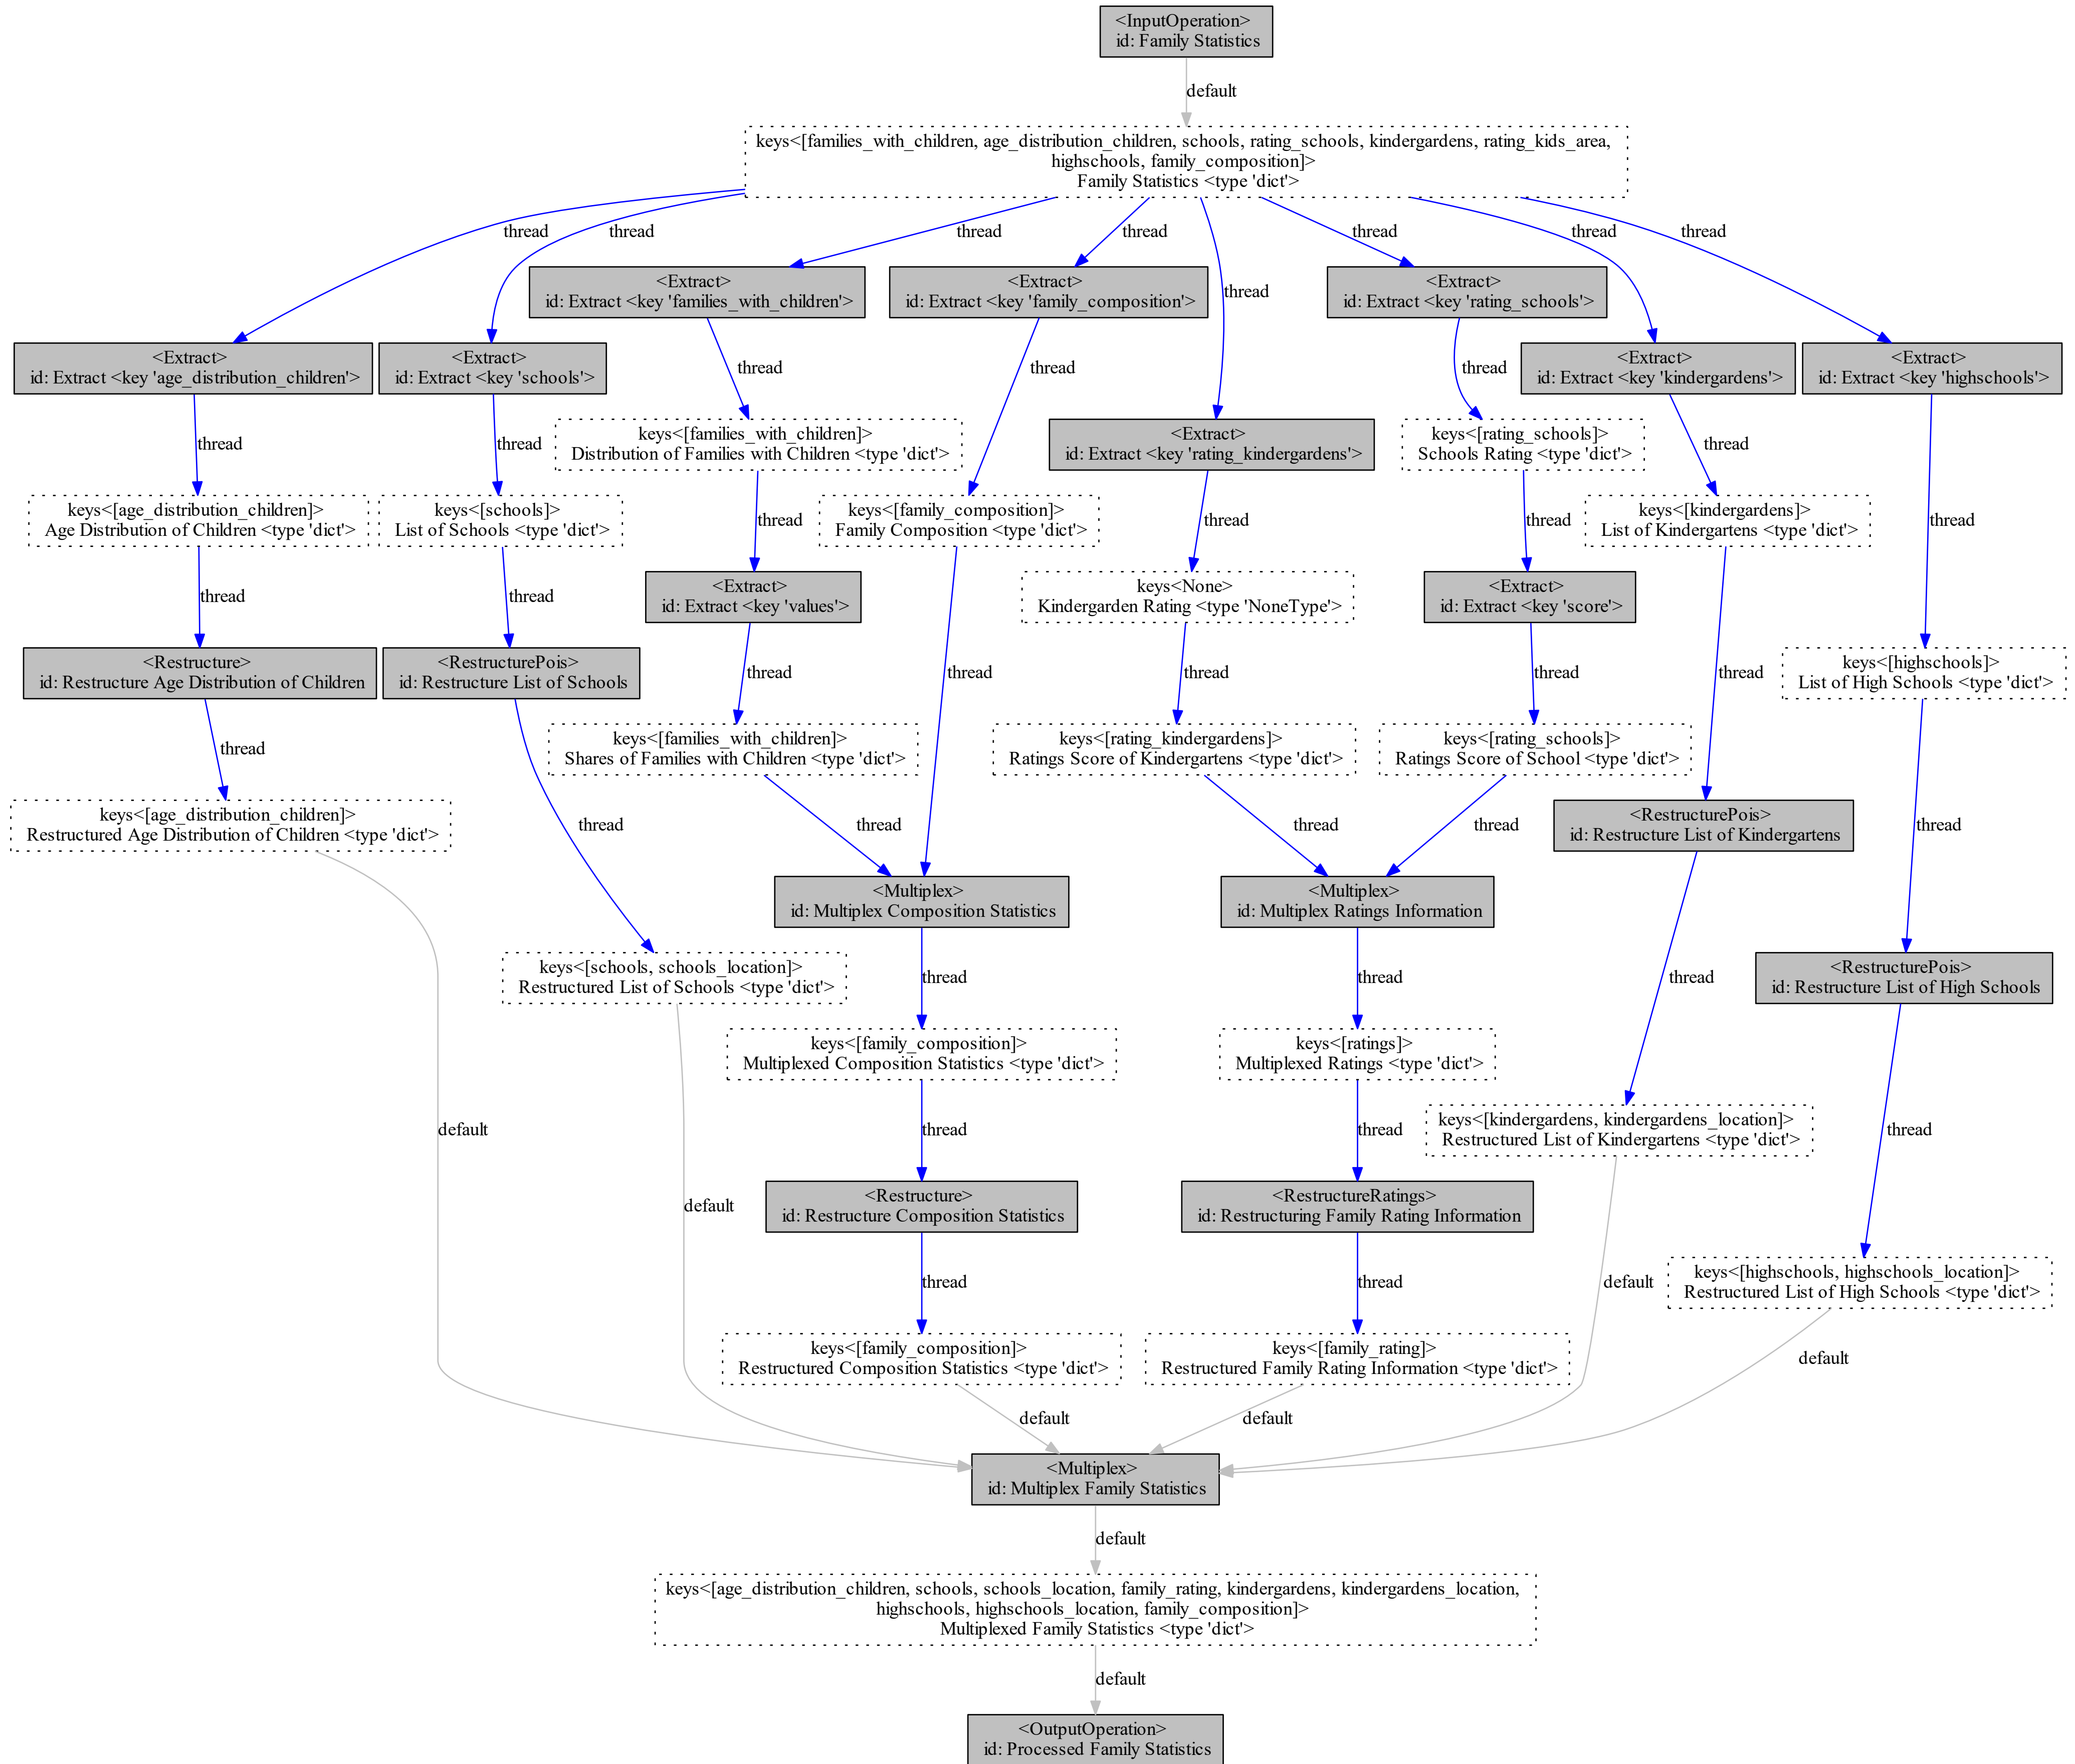 <InputOperation>
id: Family Statistics
default
keys<[families_with_children, age_distribution_children, schools, rating_schools, kindergardens, rating_kids_area,
highschools, family_composition]>
Family Statistics <type 'dict'>
thread
thread
thread
thread
thread
thread
thread
thread
<Extract>
id: Extract <key 'families_with_children'>
<Extract>
id: Extract <key 'family_composition'>
<Extract>
id: Extract <key 'rating_schools'>
<Extract>
id: Extract <key 'age_distribution_children'>
<Extract>
id: Extract <key 'schools'>
thread
thread
thread
<Extract>
id: Extract <key 'kindergardens'>
<Extract>
id: Extract <key 'highschools'>
thread
thread
keys<[families_with_children]>
Distribution of Families with Children <type 'dict'>
<Extract>
id: Extract <key 'rating_kindergardens'>
keys<[rating_schools]>
Schools Rating <type 'dict'>
thread
keys<[age_distribution_children]>
Age Distribution of Children <type 'dict'>
keys<[schools]>
List of Schools <type 'dict'>
thread
keys<[family_composition]>
Family Composition <type 'dict'>
thread
thread
keys<[kindergardens]>
List of Kindergartens <type 'dict'>
thread
thread
thread
<Extract>
id: Extract <key 'values'>
keys<None>
Kindergarden Rating <type 'NoneType'>
<Extract>
id: Extract <key 'score'>
<Restructure>
id: Restructure Age Distribution of Children
<RestructurePois>
id: Restructure List of Schools
thread
thread
thread
thread
thread
keys<[highschools]>
List of High Schools <type 'dict'>
thread
keys<[families_with_children]>
Shares of Families with Children <type 'dict'>
keys<[rating_kindergardens]>
Ratings Score of Kindergartens <type 'dict'>
keys<[rating_schools]>
Ratings Score of School <type 'dict'>
keys<[age_distribution_children]>
Restructured Age Distribution of Children <type 'dict'>
thread
thread
thread
thread
<RestructurePois>
id: Restructure List of Kindergartens
thread
<Multiplex>
id: Multiplex Composition Statistics
<Multiplex>
id: Multiplex Ratings Information
keys<[schools, schools_location]>
Restructured List of Schools <type 'dict'>
thread
thread
thread
<RestructurePois>
id: Restructure List of High Schools
keys<[family_composition]>
Multiplexed Composition Statistics <type 'dict'>
keys<[ratings]>
Multiplexed Ratings <type 'dict'>
default
thread
thread
keys<[kindergardens, kindergardens_location]>
Restructured List of Kindergartens <type 'dict'>
thread
default
<Restructure>
id: Restructure Composition Statistics
<RestructureRatings>
id: Restructuring Family Rating Information
thread
thread
default
keys<[highschools, highschools_location]>
Restructured List of High Schools <type 'dict'>
keys<[family_composition]>
Restructured Composition Statistics <type 'dict'>
keys<[family_rating]>
Restructured Family Rating Information <type 'dict'>
default
default
default
<Multiplex>
id: Multiplex Family Statistics
default
keys<[age_distribution_children, schools, schools_location, family_rating, kindergardens, kindergardens_location,
highschools, highschools_location, family_composition]>
Multiplexed Family Statistics <type 'dict'>
default
<OutputOperation>
id: Processed Family Statistics